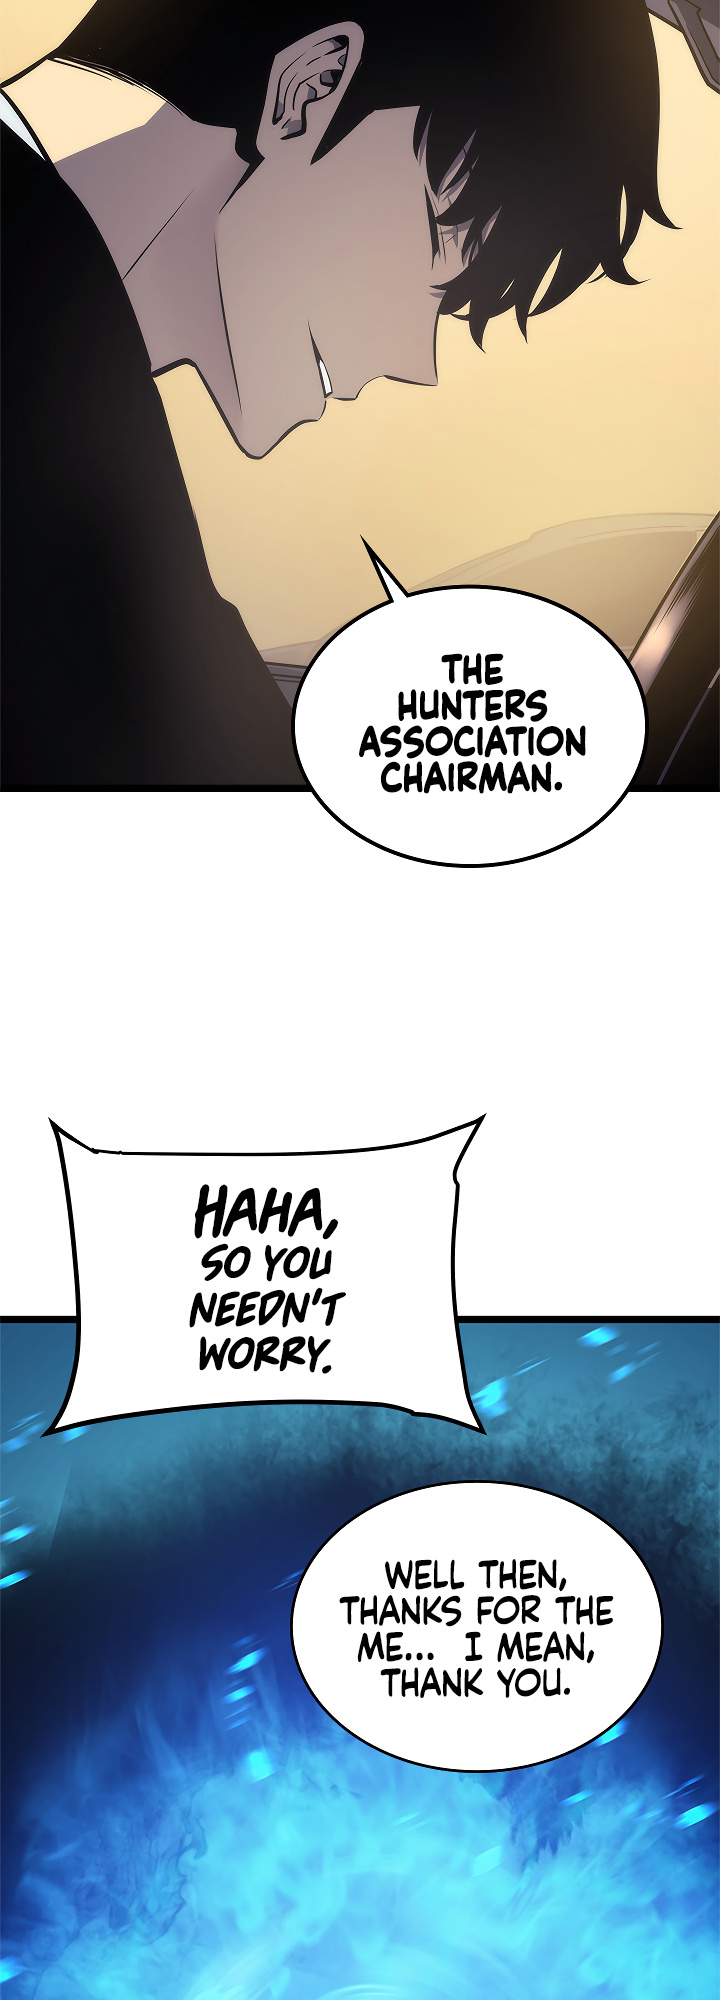 THE
HUNTERS
ASSOCIATION
CHAIRMAN.
HAHA,
SO YOU
NEEDN'T
WORRY.
WELL THEN,
THANKS FOR THE
ME... I MEAN,
THANK YOU.